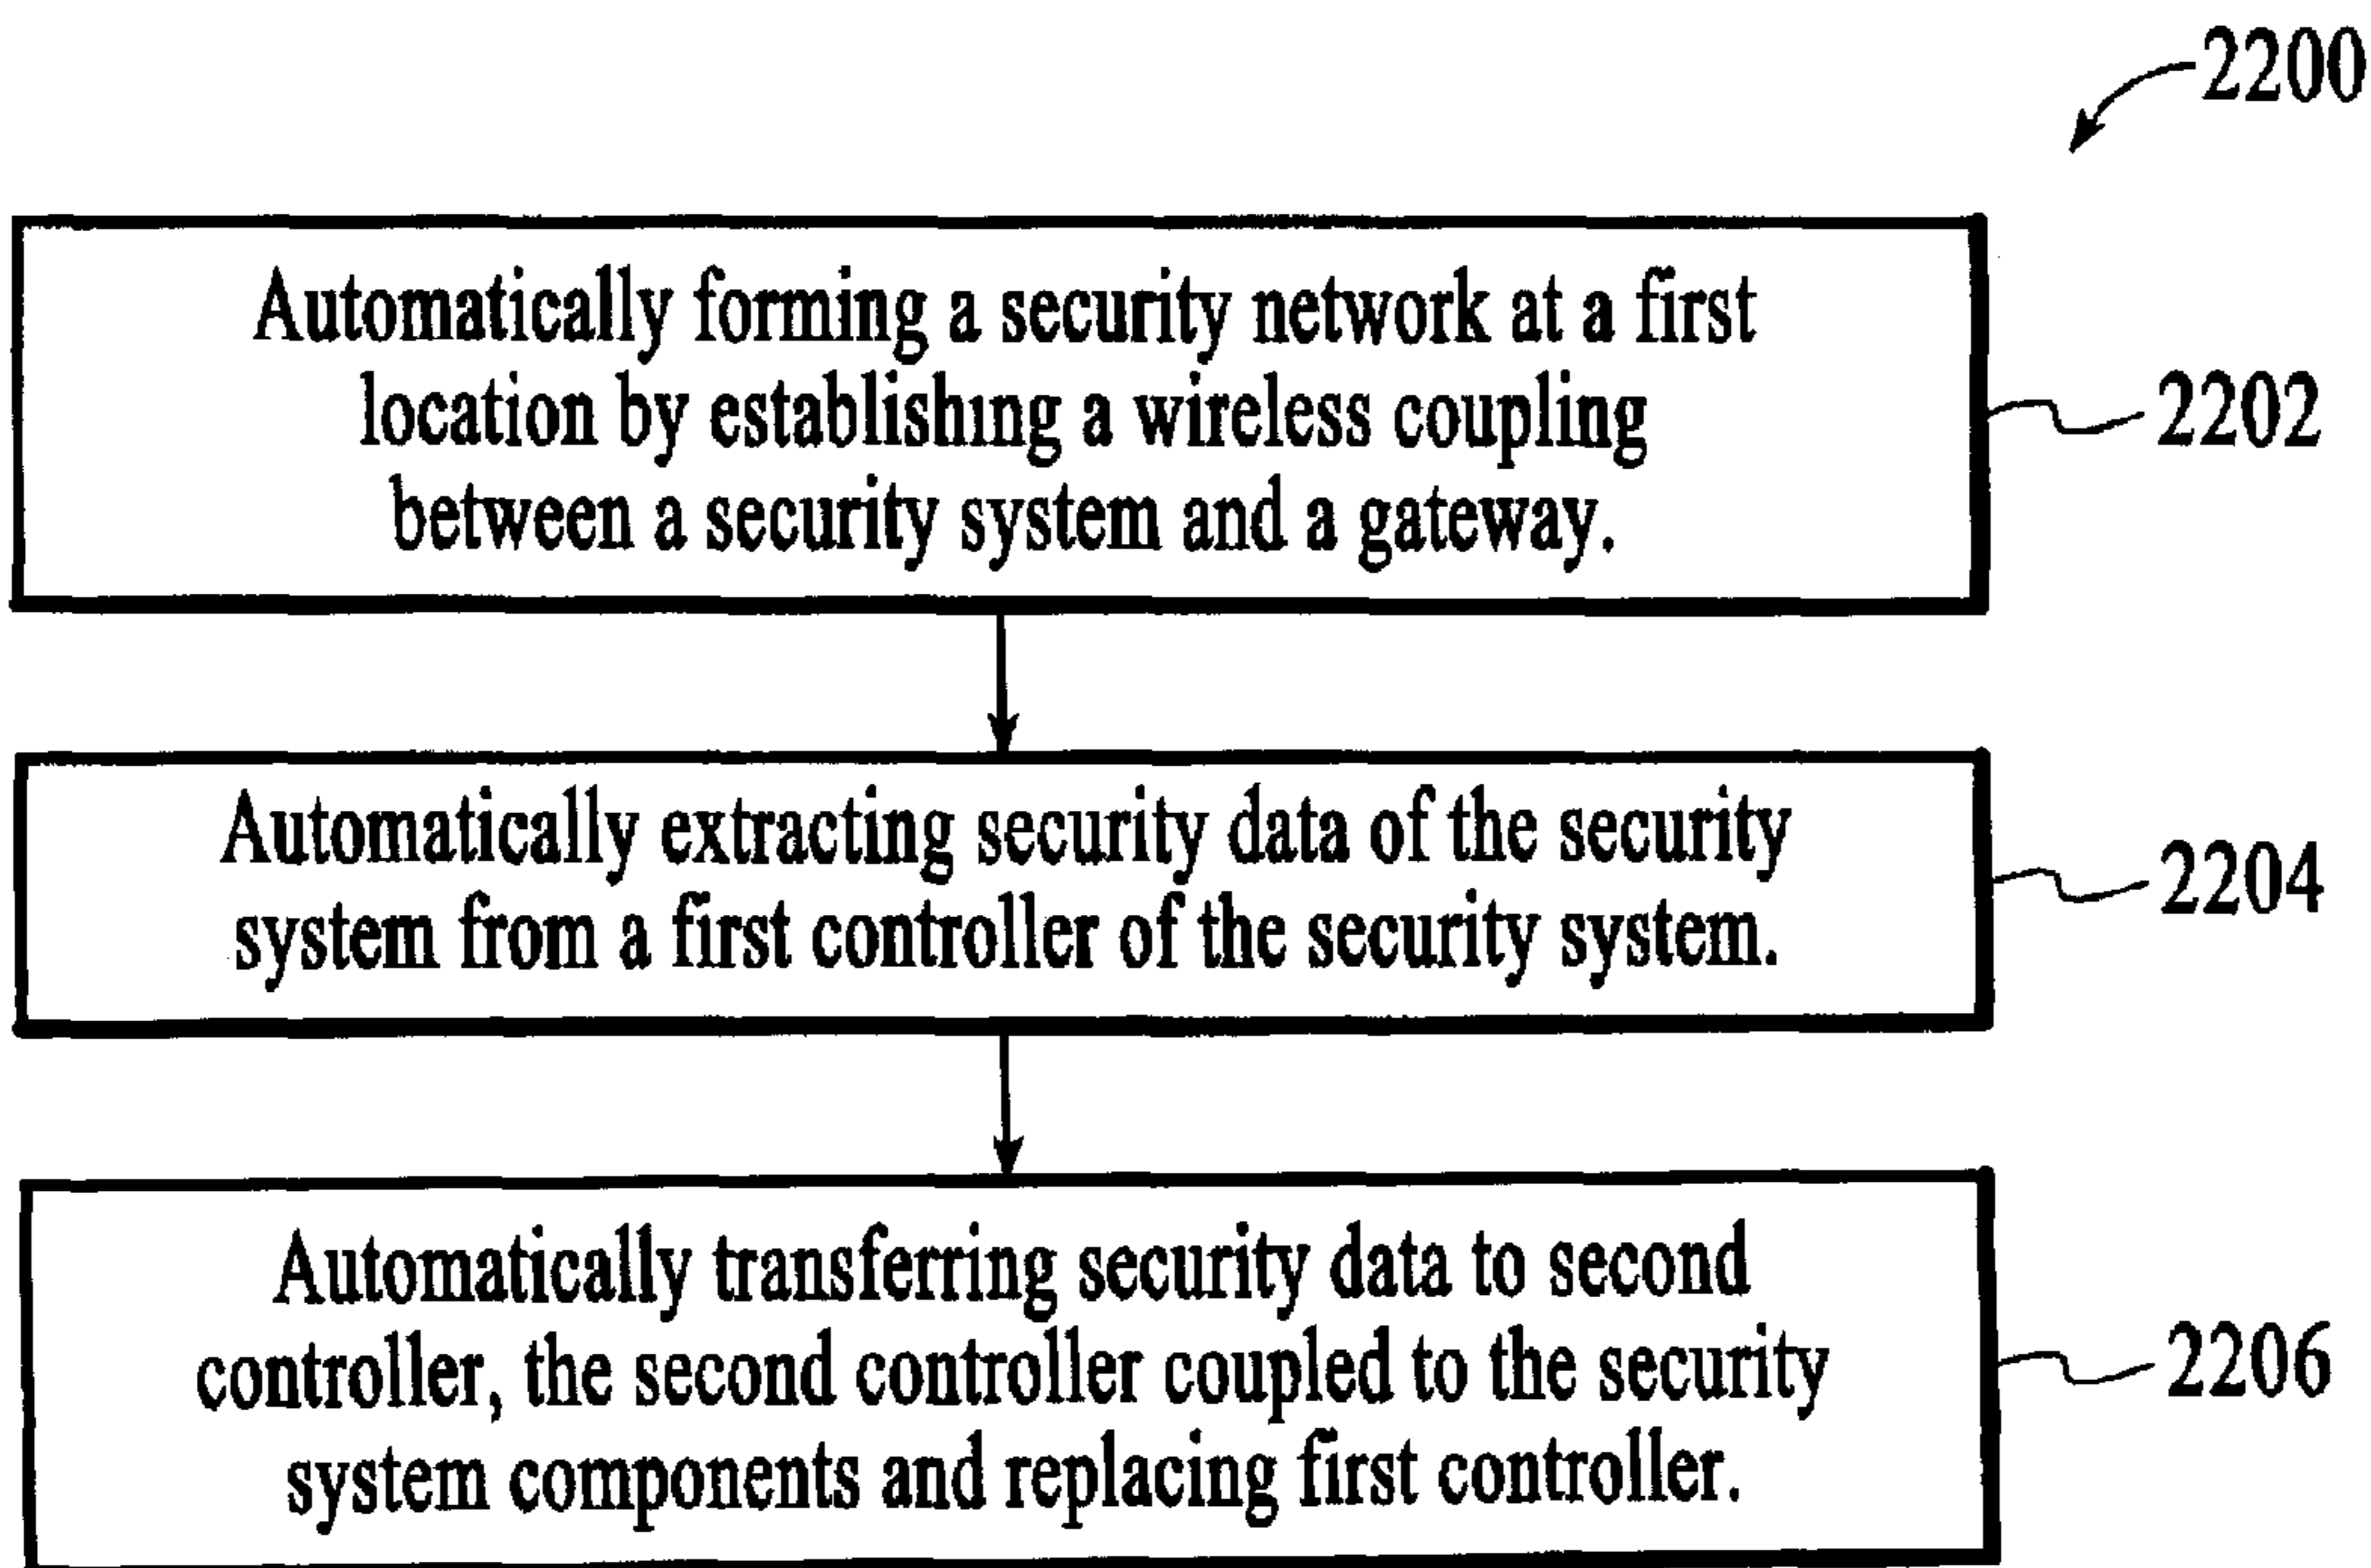 2200
Automatically forming a security network at a first
location by establishing a wireless coupling
between a security system and a gateway.
2202
Automatically extracting security data of the security
system from a first controller of the security system.
2204
Automatically transferring security data to second
controller, the second controller coupled to the security
system components and replacing first controller.
2206